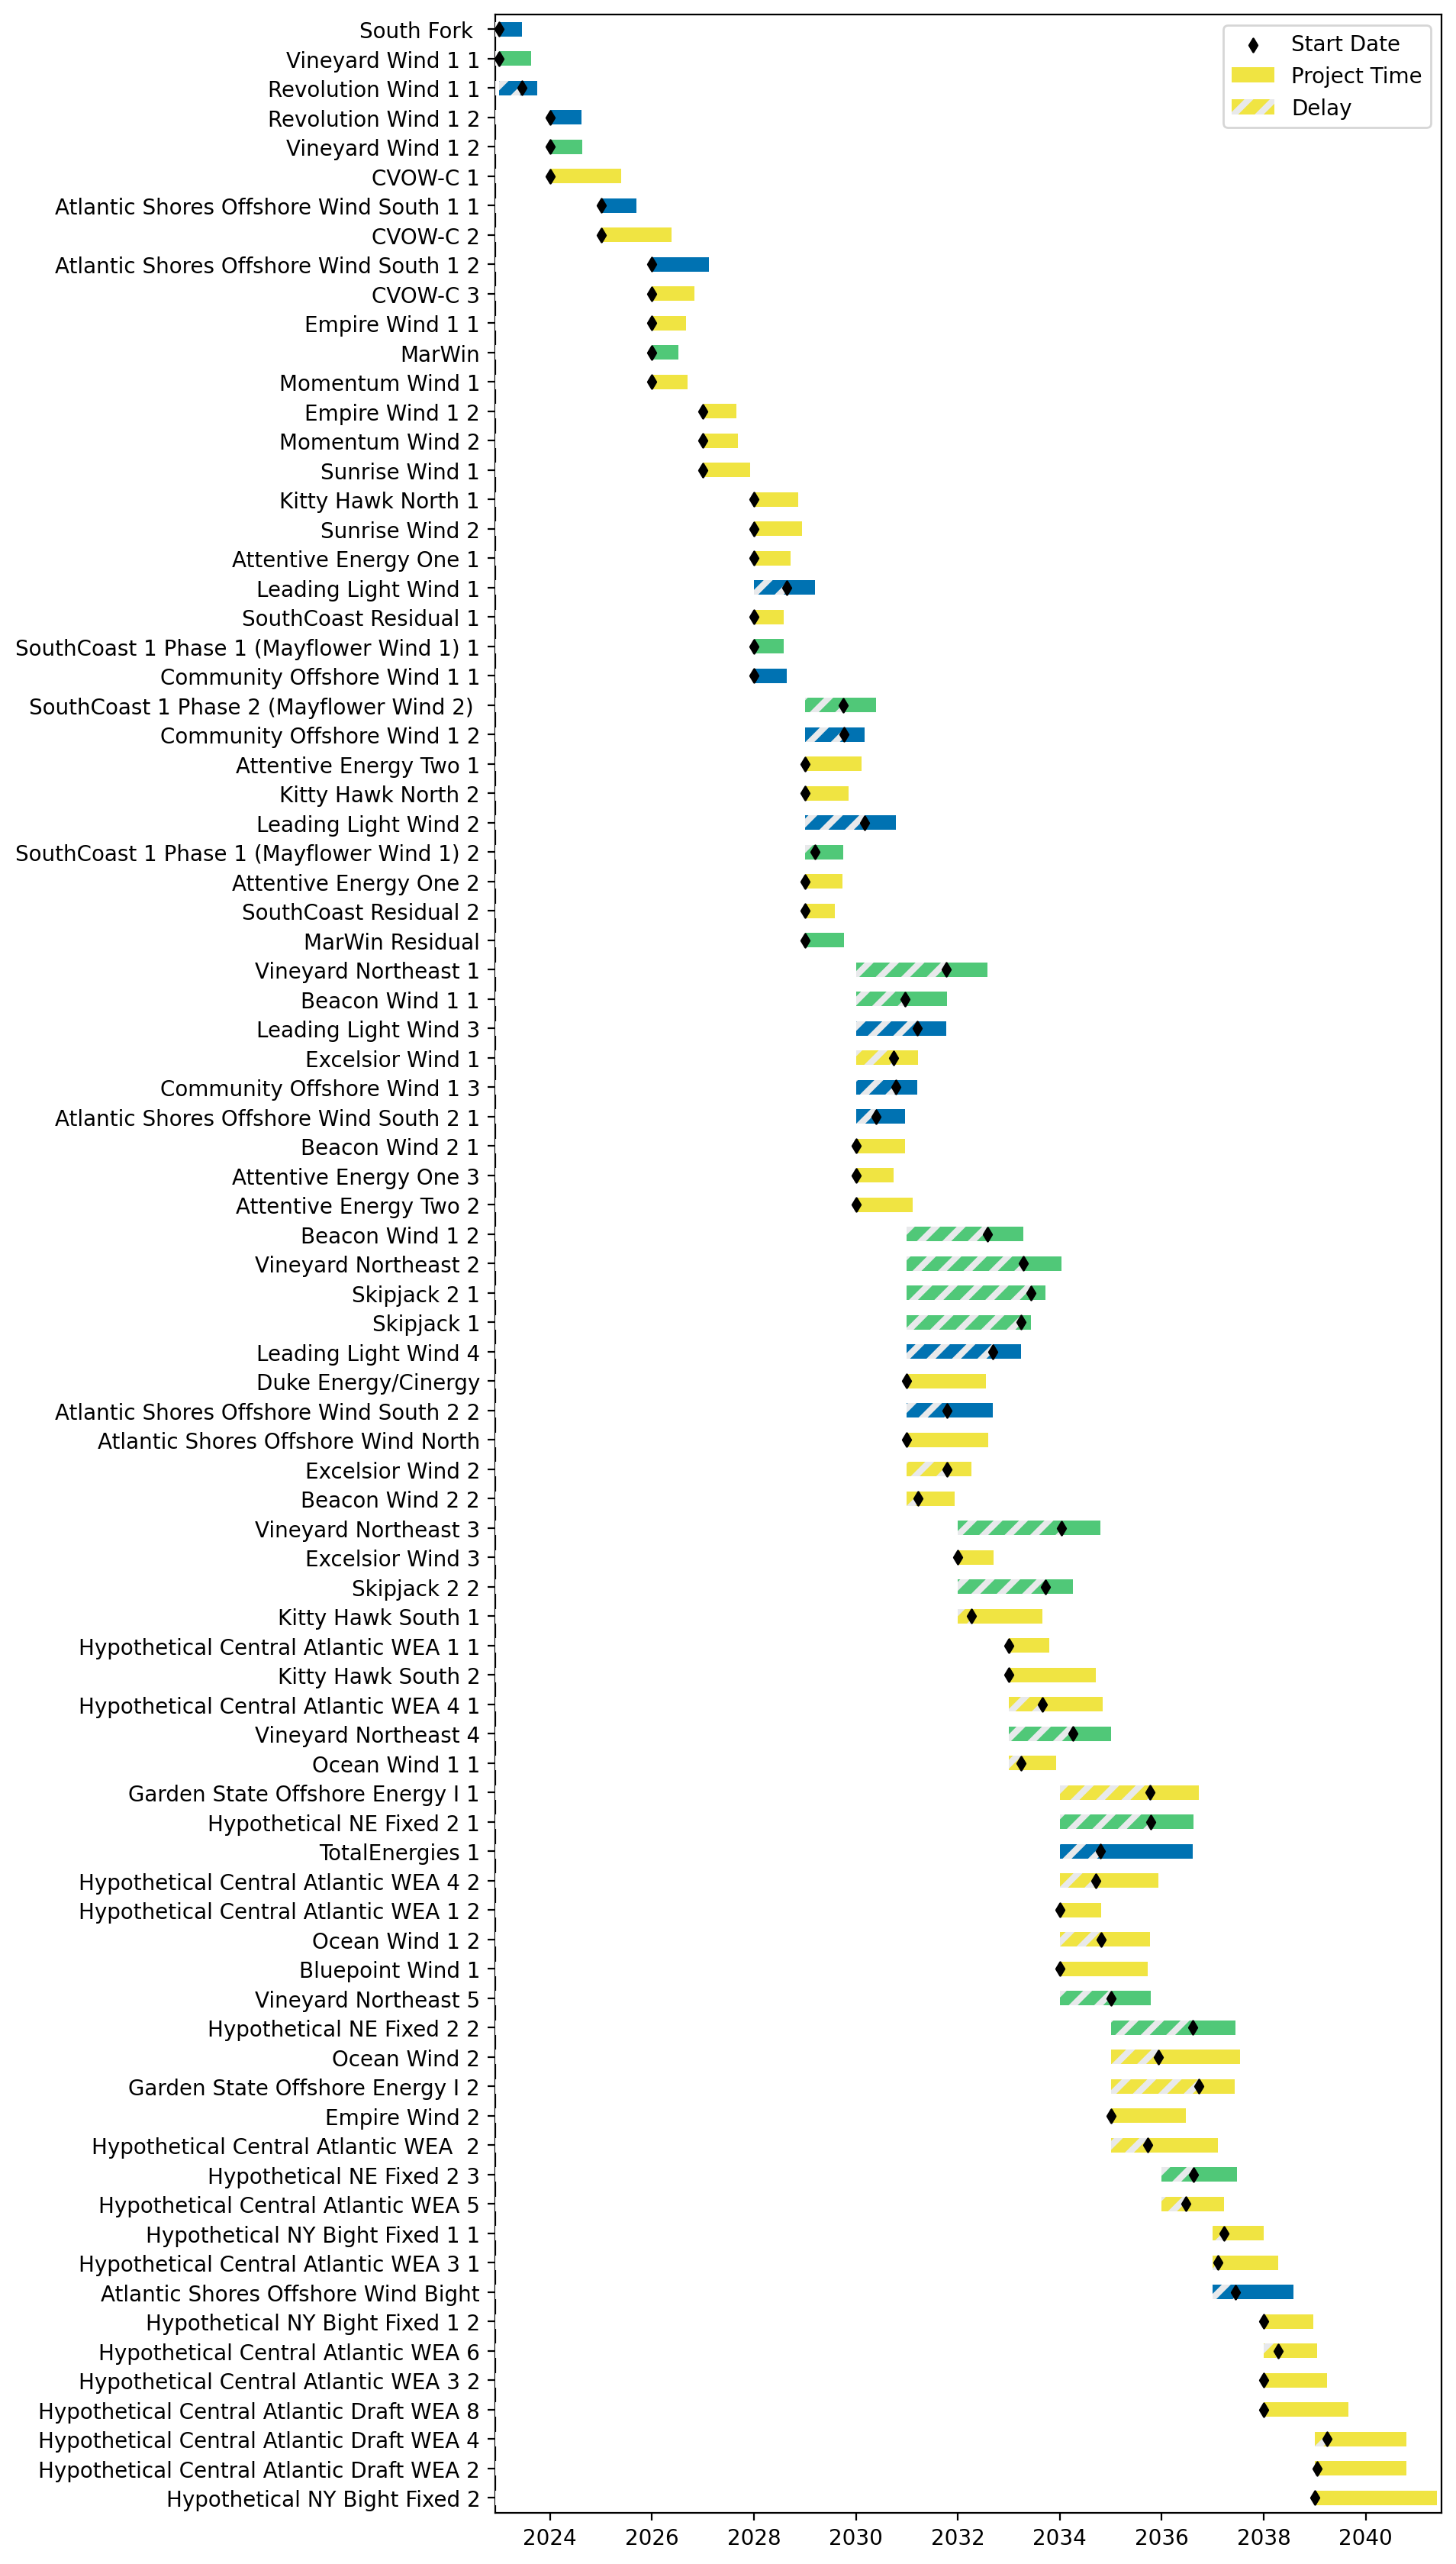 South Fork
Vineyard Wind 1 1
Revolution Wind 1 1
Revolution Wind 1 2
Vineyard Wind 1 2
CVOW-C 1
Atlantic Shores Offshore Wind South 1 1
CVOW-C 2
Atlantic Shores Offshore Wind South 1 2
CVOW-C 3
Empire Wind 1 1
MarWin
Momentum Wind 1
Empire Wind 1 2
Momentum Wind 2
Sunrise Wind 1
Kitty Hawk North 1
Sunrise Wind 2
Attentive Energy One 1
Leading Light Wind 1
SouthCoast Residual 1
SouthCoast 1 Phase 1 (Mayflower Wind 1) 1
Community Offshore Wind 1 1
SouthCoast 1 Phase 2 (Mayflower Wind 2)
Community Offshore Wind 1 2
Attentive Energy Two 1
Kitty Hawk North 2
Leading Light Wind 2
SouthCoast 1 Phase 1 (Mayflower Wind 1) 2
Attentive Energy One 2
SouthCoast Residual 2
MarWin Residual
Vineyard Northeast 1
Beacon Wind 1 1
Leading Light Wind 3
Excelsior Wind 1
Community Offshore Wind 1 3
Atlantic Shores Offshore Wind South 2 1
Beacon Wind 2 1
Attentive Energy One 3
Attentive Energy Two 2
Beacon Wind 1 2
Vineyard Northeast 2
Skipjack 2 1
Skipjack 1
Leading Light Wind 4
Duke Energy/Cinergy
Atlantic Shores Offshore Wind South 2 2
Atlantic Shores Offshore Wind North
Excelsior Wind 2
Beacon Wind 2 2
Vineyard Northeast 3
Excelsior Wind 3
Skipjack 2 2
Kitty Hawk South 1
Hypothetical Central Atlantic WEA 1 1
Kitty Hawk South 2
Hypothetical Central Atlantic WEA 4 1
Vineyard Northeast 4
Ocean Wind 1 1
Garden State Offshore Energy I 1
Hypothetical NE Fixed 2 1
TotalEnergies 1
Hypothetical Central Atlantic WEA 4 2
Hypothetical Central Atlantic WEA 1 2
Ocean Wind 1 2
Bluepoint Wind 1
Vineyard Northeast 5
Hypothetical NE Fixed 2 2
Ocean Wind 2
Garden State Offshore Energy I 2
Empire Wind 2
Hypothetical Central Atlantic WEA  2
Hypothetical NE Fixed 2 3
Hypothetical Central Atlantic WEA 5
Hypothetical NY Bight Fixed 1 1
Hypothetical Central Atlantic WEA 3 1
Atlantic Shores Offshore Wind Bight
Hypothetical NY Bight Fixed 1 2
Hypothetical Central Atlantic WEA 6
Hypothetical Central Atlantic WEA 3 2
Hypothetical Central Atlantic Draft WEA 8
Hypothetical Central Atlantic Draft WEA 4
Hypothetical Central Atlantic Draft WEA 2
Hypothetical NY Bight Fixed 2
Start Date
Project Time
Delay
2024 2026 2028 2030 2032 2034 2036 2038 2040